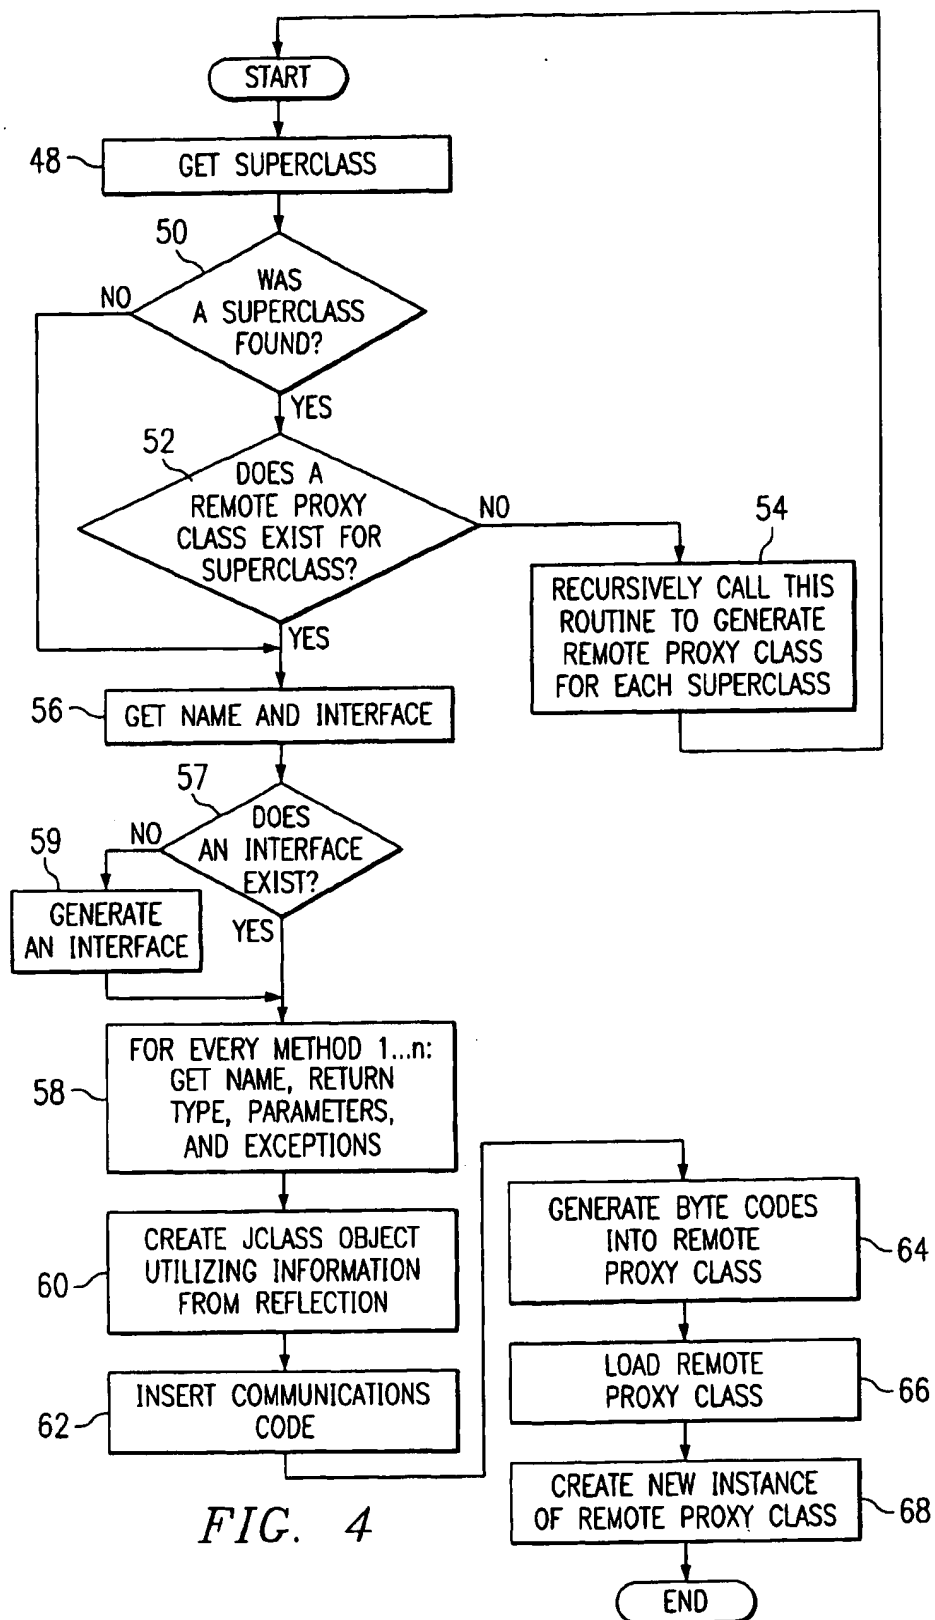 START
48
GET SUPERCLASS
50
WAS
A SUPERCLASS
FOUND?
NO
YES
52
DOES A
REMOTE PROXY
CLASS EXIST FOR
SUPERCLASS?
NO
YES
54
RECURSIVELY CALL THIS
ROUTINE TO GENERATE
REMOTE PROXY CLASS
FOR EACH SUPERCLASS
56
GET NAME AND INTERFACE
57
DOES
AN INTERFACE
EXIST?
NO
YES
59
GENERATE
AN INTERFACE
58
FOR EVERY METHOD 1...n:
GET NAME, RETURN
TYPE, PARAMETERS,
AND EXCEPTIONS
60
CREATE JCLASS OBJECT
UTILIZING INFORMATION
FROM REFLECTION
62
INSERT COMMUNICATIONS
CODE
GENERATE BYTE CODES
INTO REMOTE
PROXY CLASS
64
LOAD REMOTE
PROXY CLASS
66
CREATE NEW INSTANCE
OF REMOTE PROXY CLASS
68
END
FIG. 4